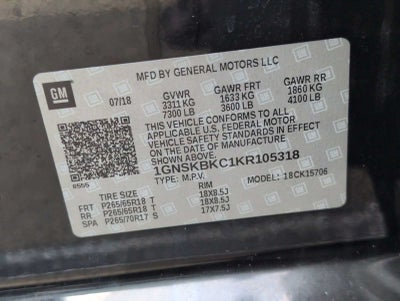 MFD BY GENERAL MOTORS LLC
GM
07/18
GVWR GAWR FRT GAWR RR
3311 KG 1633 KG 1860 KG
7300 LB 3600 LB 4100 LB
THIS VEHICLE CONFORMS TO ALL
APPLICABLE U.S. FEDERAL MOTOR
VEHICLE SAFETY STANDARDS IN
EFFECT ON THE DATE OF
MANUFACTURE SHOWN ABOVE.
1GNSKBKC1KR105318
TYPE: M.P.V. MODEL: 18CK15706
TIRE SIZE RIM
FRT P265/65R18 T 18X8.5J
RR P265/65R18 T 18X8.5J
SPA P265/70R17 S 17X7.5J